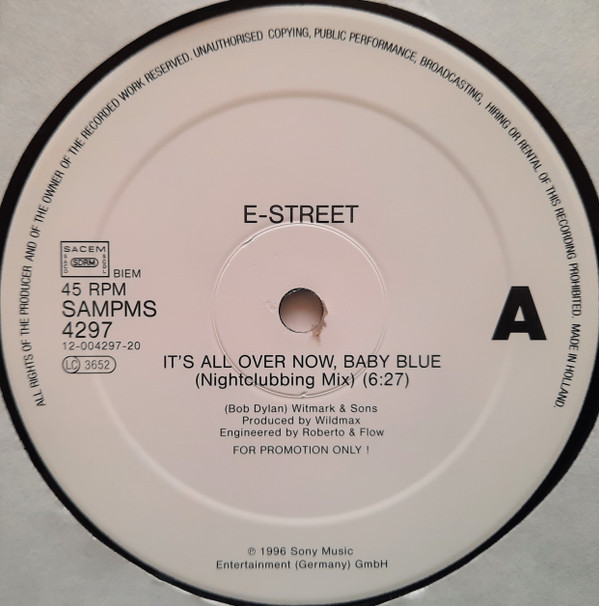 ALL RIGHTS OF THE PRODUCER AND OF THE OWNER OF THE RECORDED WORK RESERVED. UNAUTHORISED COPYING, PUBLIC PERFORMANCE, BROADCASTING, HIRING OR RENTAL OF THIS RECORDING PROHIBITED. MADE IN HOLLAND.
E-STREET
SACEM
SDRM
BIEM
45 RPM
SAMPMS
4297
12-004297-20
LC 3652
A
IT'S ALL OVER NOW, BABY BLUE
(Nightclubbing Mix) (6:27)
(Bob Dylan) Witmark & Sons
Produced by Wildmax
Engineered by Roberto & Flow
FOR PROMOTION ONLY !
℗ 1996 Sony Music
Entertainment (Germany) GmbH